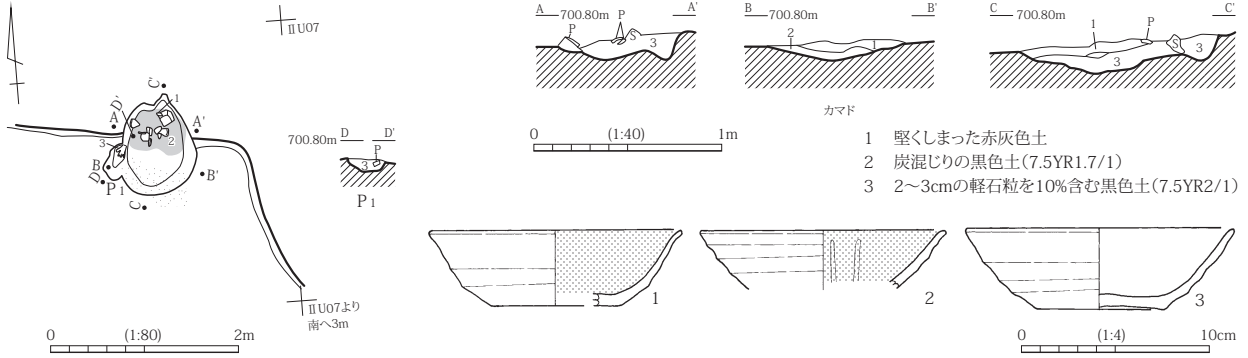 ⅡU07
C'
1
D'
A
A'
3
2
B
D
P1
B'
C
ⅡU07より
南へ3m
0 (1:80) 2m
A 700.80m A'
P
P
S
3
B 700.80m B'
2
1
C 700.80m C'
1
P
S
3
3
カマド
700.80m D D'
P
3
P1
0 (1:40) 1m
1 堅くしまった赤灰色土
2 炭混じりの黒色土(7.5YR1.7/1)
3 2〜3cmの軽石粒を10%含む黒色土(7.5YR2/1)
1
2
3
0 (1:4) 10cm